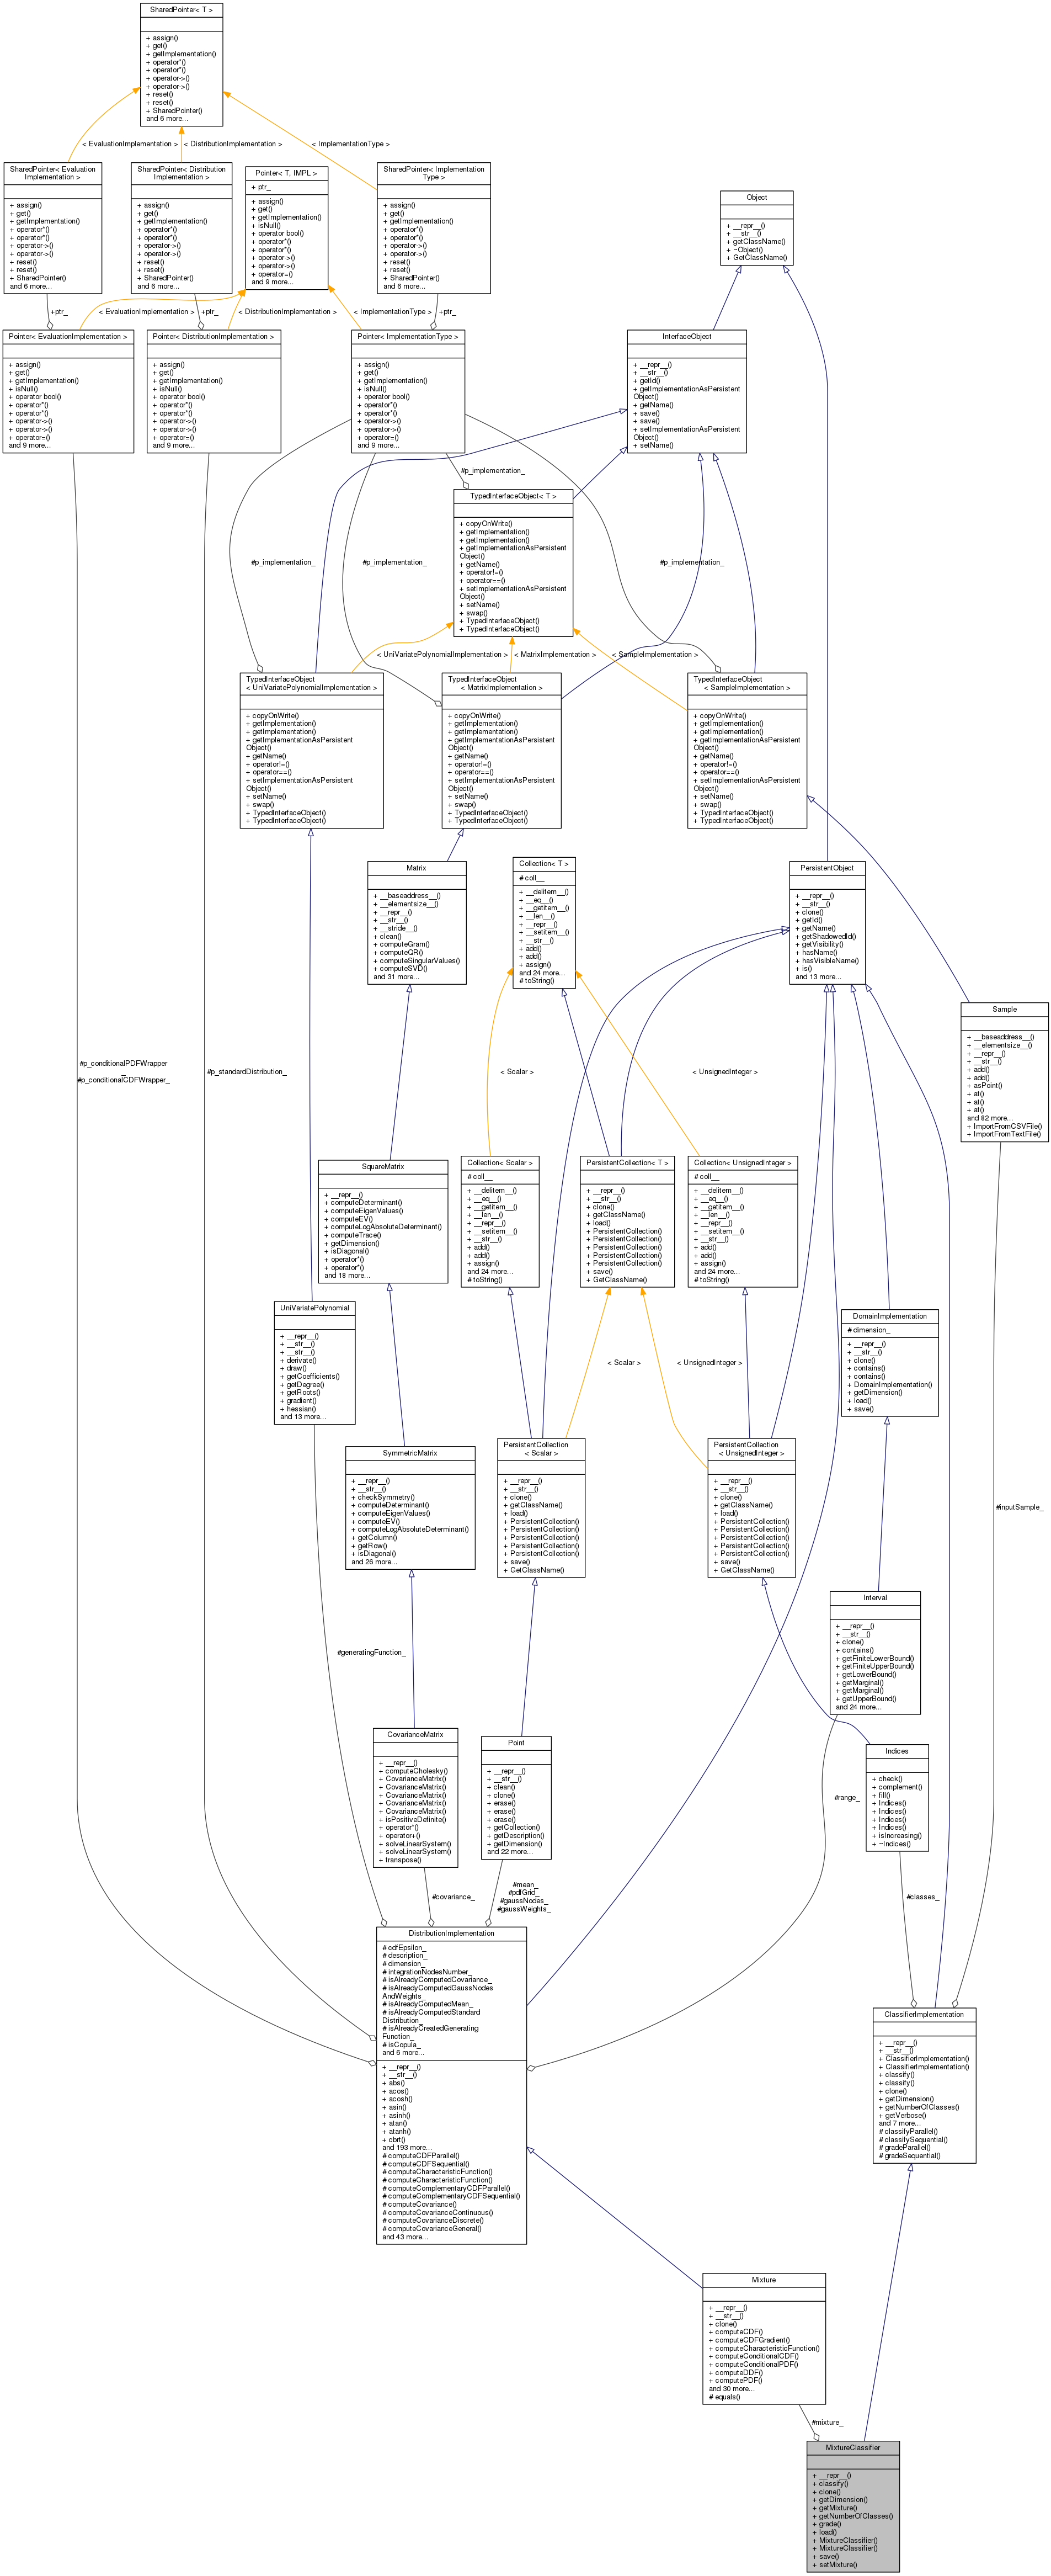 SharedPointer< T >
+ assign()
+ get()
+ getImplementation()
+ operator*()
+ operator*()
+ operator->()
+ operator->()
+ reset()
+ reset()
+ SharedPointer()
and 6 more...
< EvaluationImplementation >
< DistributionImplementation >
< ImplementationType >
SharedPointer< Evaluation
Implementation >
+ assign()
+ get()
+ getImplementation()
+ operator*()
+ operator*()
+ operator->()
+ operator->()
+ reset()
+ reset()
+ SharedPointer()
and 6 more...
SharedPointer< Distribution
Implementation >
+ assign()
+ get()
+ getImplementation()
+ operator*()
+ operator*()
+ operator->()
+ operator->()
+ reset()
+ reset()
+ SharedPointer()
and 6 more...
Pointer< T, IMPL >
+ ptr_
+ assign()
+ get()
+ getImplementation()
+ isNull()
+ operator bool()
+ operator*()
+ operator*()
+ operator->()
+ operator->()
+ operator=()
and 9 more...
SharedPointer< Implementation
Type >
+ assign()
+ get()
+ getImplementation()
+ operator*()
+ operator*()
+ operator->()
+ operator->()
+ reset()
+ reset()
+ SharedPointer()
and 6 more...
Object
+ __repr__()
+ __str__()
+ getClassName()
+ ~Object()
+ GetClassName()
+ptr_
< EvaluationImplementation >
+ptr_
< DistributionImplementation >
< ImplementationType >
+ptr_
Pointer< EvaluationImplementation >
+ assign()
+ get()
+ getImplementation()
+ isNull()
+ operator bool()
+ operator*()
+ operator*()
+ operator->()
+ operator->()
+ operator=()
and 9 more...
Pointer< DistributionImplementation >
+ assign()
+ get()
+ getImplementation()
+ isNull()
+ operator bool()
+ operator*()
+ operator*()
+ operator->()
+ operator->()
+ operator=()
and 9 more...
Pointer< ImplementationType >
+ assign()
+ get()
+ getImplementation()
+ isNull()
+ operator bool()
+ operator*()
+ operator*()
+ operator->()
+ operator->()
+ operator=()
and 9 more...
InterfaceObject
+ __repr__()
+ __str__()
+ getId()
+ getImplementationAsPersistent
Object()
+ getName()
+ save()
+ save()
+ setImplementationAsPersistent
Object()
+ setName()
#p_implementation_
TypedInterfaceObject< T >
+ copyOnWrite()
+ getImplementation()
+ getImplementation()
+ getImplementationAsPersistent
Object()
+ getName()
+ operator!=()
+ operator==()
+ setImplementationAsPersistent
Object()
+ setName()
+ swap()
+ TypedInterfaceObject()
+ TypedInterfaceObject()
#p_implementation_
#p_implementation_
#p_implementation_
< UniVariatePolynomialImplementation >
< MatrixImplementation >
< SampleImplementation >
TypedInterfaceObject
< UniVariatePolynomialImplementation >
+ copyOnWrite()
+ getImplementation()
+ getImplementation()
+ getImplementationAsPersistent
Object()
+ getName()
+ operator!=()
+ operator==()
+ setImplementationAsPersistent
Object()
+ setName()
+ swap()
+ TypedInterfaceObject()
+ TypedInterfaceObject()
TypedInterfaceObject
< MatrixImplementation >
+ copyOnWrite()
+ getImplementation()
+ getImplementation()
+ getImplementationAsPersistent
Object()
+ getName()
+ operator!=()
+ operator==()
+ setImplementationAsPersistent
Object()
+ setName()
+ swap()
+ TypedInterfaceObject()
+ TypedInterfaceObject()
TypedInterfaceObject
< SampleImplementation >
+ copyOnWrite()
+ getImplementation()
+ getImplementation()
+ getImplementationAsPersistent
Object()
+ getName()
+ operator!=()
+ operator==()
+ setImplementationAsPersistent
Object()
+ setName()
+ swap()
+ TypedInterfaceObject()
+ TypedInterfaceObject()
Matrix
+ __baseaddress__()
+ __elementsize__()
+ __repr__()
+ __str__()
+ __stride__()
+ clean()
+ computeGram()
+ computeQR()
+ computeSingularValues()
+ computeSVD()
and 31 more...
Collection< T >
# coll__
+ __delitem__()
+ __eq__()
+ __getitem__()
+ __len__()
+ __repr__()
+ __setitem__()
+ __str__()
+ add()
+ add()
+ assign()
and 24 more...
# toString()
PersistentObject
+ __repr__()
+ __str__()
+ clone()
+ getId()
+ getName()
+ getShadowedId()
+ getVisibility()
+ hasName()
+ hasVisibleName()
+ is()
and 13 more...
Sample
+ __baseaddress__()
+ __elementsize__()
+ __repr__()
+ __str__()
+ add()
+ add()
+ asPoint()
+ at()
+ at()
+ at()
and 82 more...
+ ImportFromCSVFile()
+ ImportFromTextFile()
#p_conditionalPDFWrapper
_
#p_conditionalCDFWrapper_
#p_standardDistribution_
< Scalar >
< UnsignedInteger >
SquareMatrix
+ __repr__()
+ computeDeterminant()
+ computeEigenValues()
+ computeEV()
+ computeLogAbsoluteDeterminant()
+ computeTrace()
+ getDimension()
+ isDiagonal()
+ operator*()
+ operator*()
and 18 more...
Collection< Scalar >
# coll__
+ __delitem__()
+ __eq__()
+ __getitem__()
+ __len__()
+ __repr__()
+ __setitem__()
+ __str__()
+ add()
+ add()
+ assign()
and 24 more...
# toString()
PersistentCollection< T >
+ __repr__()
+ __str__()
+ clone()
+ getClassName()
+ load()
+ PersistentCollection()
+ PersistentCollection()
+ PersistentCollection()
+ PersistentCollection()
+ PersistentCollection()
+ save()
+ GetClassName()
Collection< UnsignedInteger >
# coll__
+ __delitem__()
+ __eq__()
+ __getitem__()
+ __len__()
+ __repr__()
+ __setitem__()
+ __str__()
+ add()
+ add()
+ assign()
and 24 more...
# toString()
UniVariatePolynomial
+ __repr__()
+ __str__()
+ __str__()
+ derivate()
+ draw()
+ getCoefficients()
+ getDegree()
+ getRoots()
+ gradient()
+ hessian()
and 13 more...
DomainImplementation
# dimension_
+ __repr__()
+ __str__()
+ clone()
+ contains()
+ contains()
+ DomainImplementation()
+ getDimension()
+ load()
+ save()
< Scalar >
< UnsignedInteger >
SymmetricMatrix
+ __repr__()
+ __str__()
+ checkSymmetry()
+ computeDeterminant()
+ computeEigenValues()
+ computeEV()
+ computeLogAbsoluteDeterminant()
+ getColumn()
+ getRow()
+ isDiagonal()
and 26 more...
PersistentCollection
< Scalar >
+ __repr__()
+ __str__()
+ clone()
+ getClassName()
+ load()
+ PersistentCollection()
+ PersistentCollection()
+ PersistentCollection()
+ PersistentCollection()
+ PersistentCollection()
+ save()
+ GetClassName()
PersistentCollection
< UnsignedInteger >
+ __repr__()
+ __str__()
+ clone()
+ getClassName()
+ load()
+ PersistentCollection()
+ PersistentCollection()
+ PersistentCollection()
+ PersistentCollection()
+ PersistentCollection()
+ save()
+ GetClassName()
#inputSample_
Interval
+ __repr__()
+ __str__()
+ clone()
+ contains()
+ getFiniteLowerBound()
+ getFiniteUpperBound()
+ getLowerBound()
+ getMarginal()
+ getMarginal()
+ getUpperBound()
and 24 more...
#generatingFunction_
CovarianceMatrix
+ __repr__()
+ computeCholesky()
+ CovarianceMatrix()
+ CovarianceMatrix()
+ CovarianceMatrix()
+ CovarianceMatrix()
+ CovarianceMatrix()
+ isPositiveDefinite()
+ operator*()
+ operator+()
+ solveLinearSystem()
+ solveLinearSystem()
+ transpose()
Point
+ __repr__()
+ __str__()
+ clean()
+ clone()
+ erase()
+ erase()
+ erase()
+ getCollection()
+ getDescription()
+ getDimension()
and 22 more...
Indices
+ check()
+ complement()
+ fill()
+ Indices()
+ Indices()
+ Indices()
+ Indices()
+ isIncreasing()
+ ~Indices()
#range_
#covariance_
#mean_
#pdfGrid_
#gaussNodes_
#gaussWeights_
#classes_
DistributionImplementation
# cdfEpsilon_
# description_
# dimension_
# integrationNodesNumber_
# isAlreadyComputedCovariance_
# isAlreadyComputedGaussNodes
AndWeights_
# isAlreadyComputedMean_
# isAlreadyComputedStandard
Distribution_
# isAlreadyCreatedGenerating
Function_
# isCopula_
and 6 more...
+ __repr__()
+ __str__()
+ abs()
+ acos()
+ acosh()
+ asin()
+ asinh()
+ atan()
+ atanh()
+ cbrt()
and 193 more...
# computeCDFParallel()
# computeCDFSequential()
# computeCharacteristicFunction()
# computeCharacteristicFunction()
# computeComplementaryCDFParallel()
# computeComplementaryCDFSequential()
# computeCovariance()
# computeCovarianceContinuous()
# computeCovarianceDiscrete()
# computeCovarianceGeneral()
and 43 more...
ClassifierImplementation
+ __repr__()
+ __str__()
+ ClassifierImplementation()
+ ClassifierImplementation()
+ classify()
+ classify()
+ clone()
+ getDimension()
+ getNumberOfClasses()
+ getVerbose()
and 7 more...
# classifyParallel()
# classifySequential()
# gradeParallel()
# gradeSequential()
Mixture
+ __repr__()
+ __str__()
+ clone()
+ computeCDF()
+ computeCDFGradient()
+ computeCharacteristicFunction()
+ computeConditionalCDF()
+ computeConditionalPDF()
+ computeDDF()
+ computePDF()
and 30 more...
# equals()
#mixture_
MixtureClassifier
+ __repr__()
+ classify()
+ clone()
+ getDimension()
+ getMixture()
+ getNumberOfClasses()
+ grade()
+ load()
+ MixtureClassifier()
+ MixtureClassifier()
+ save()
+ setMixture()